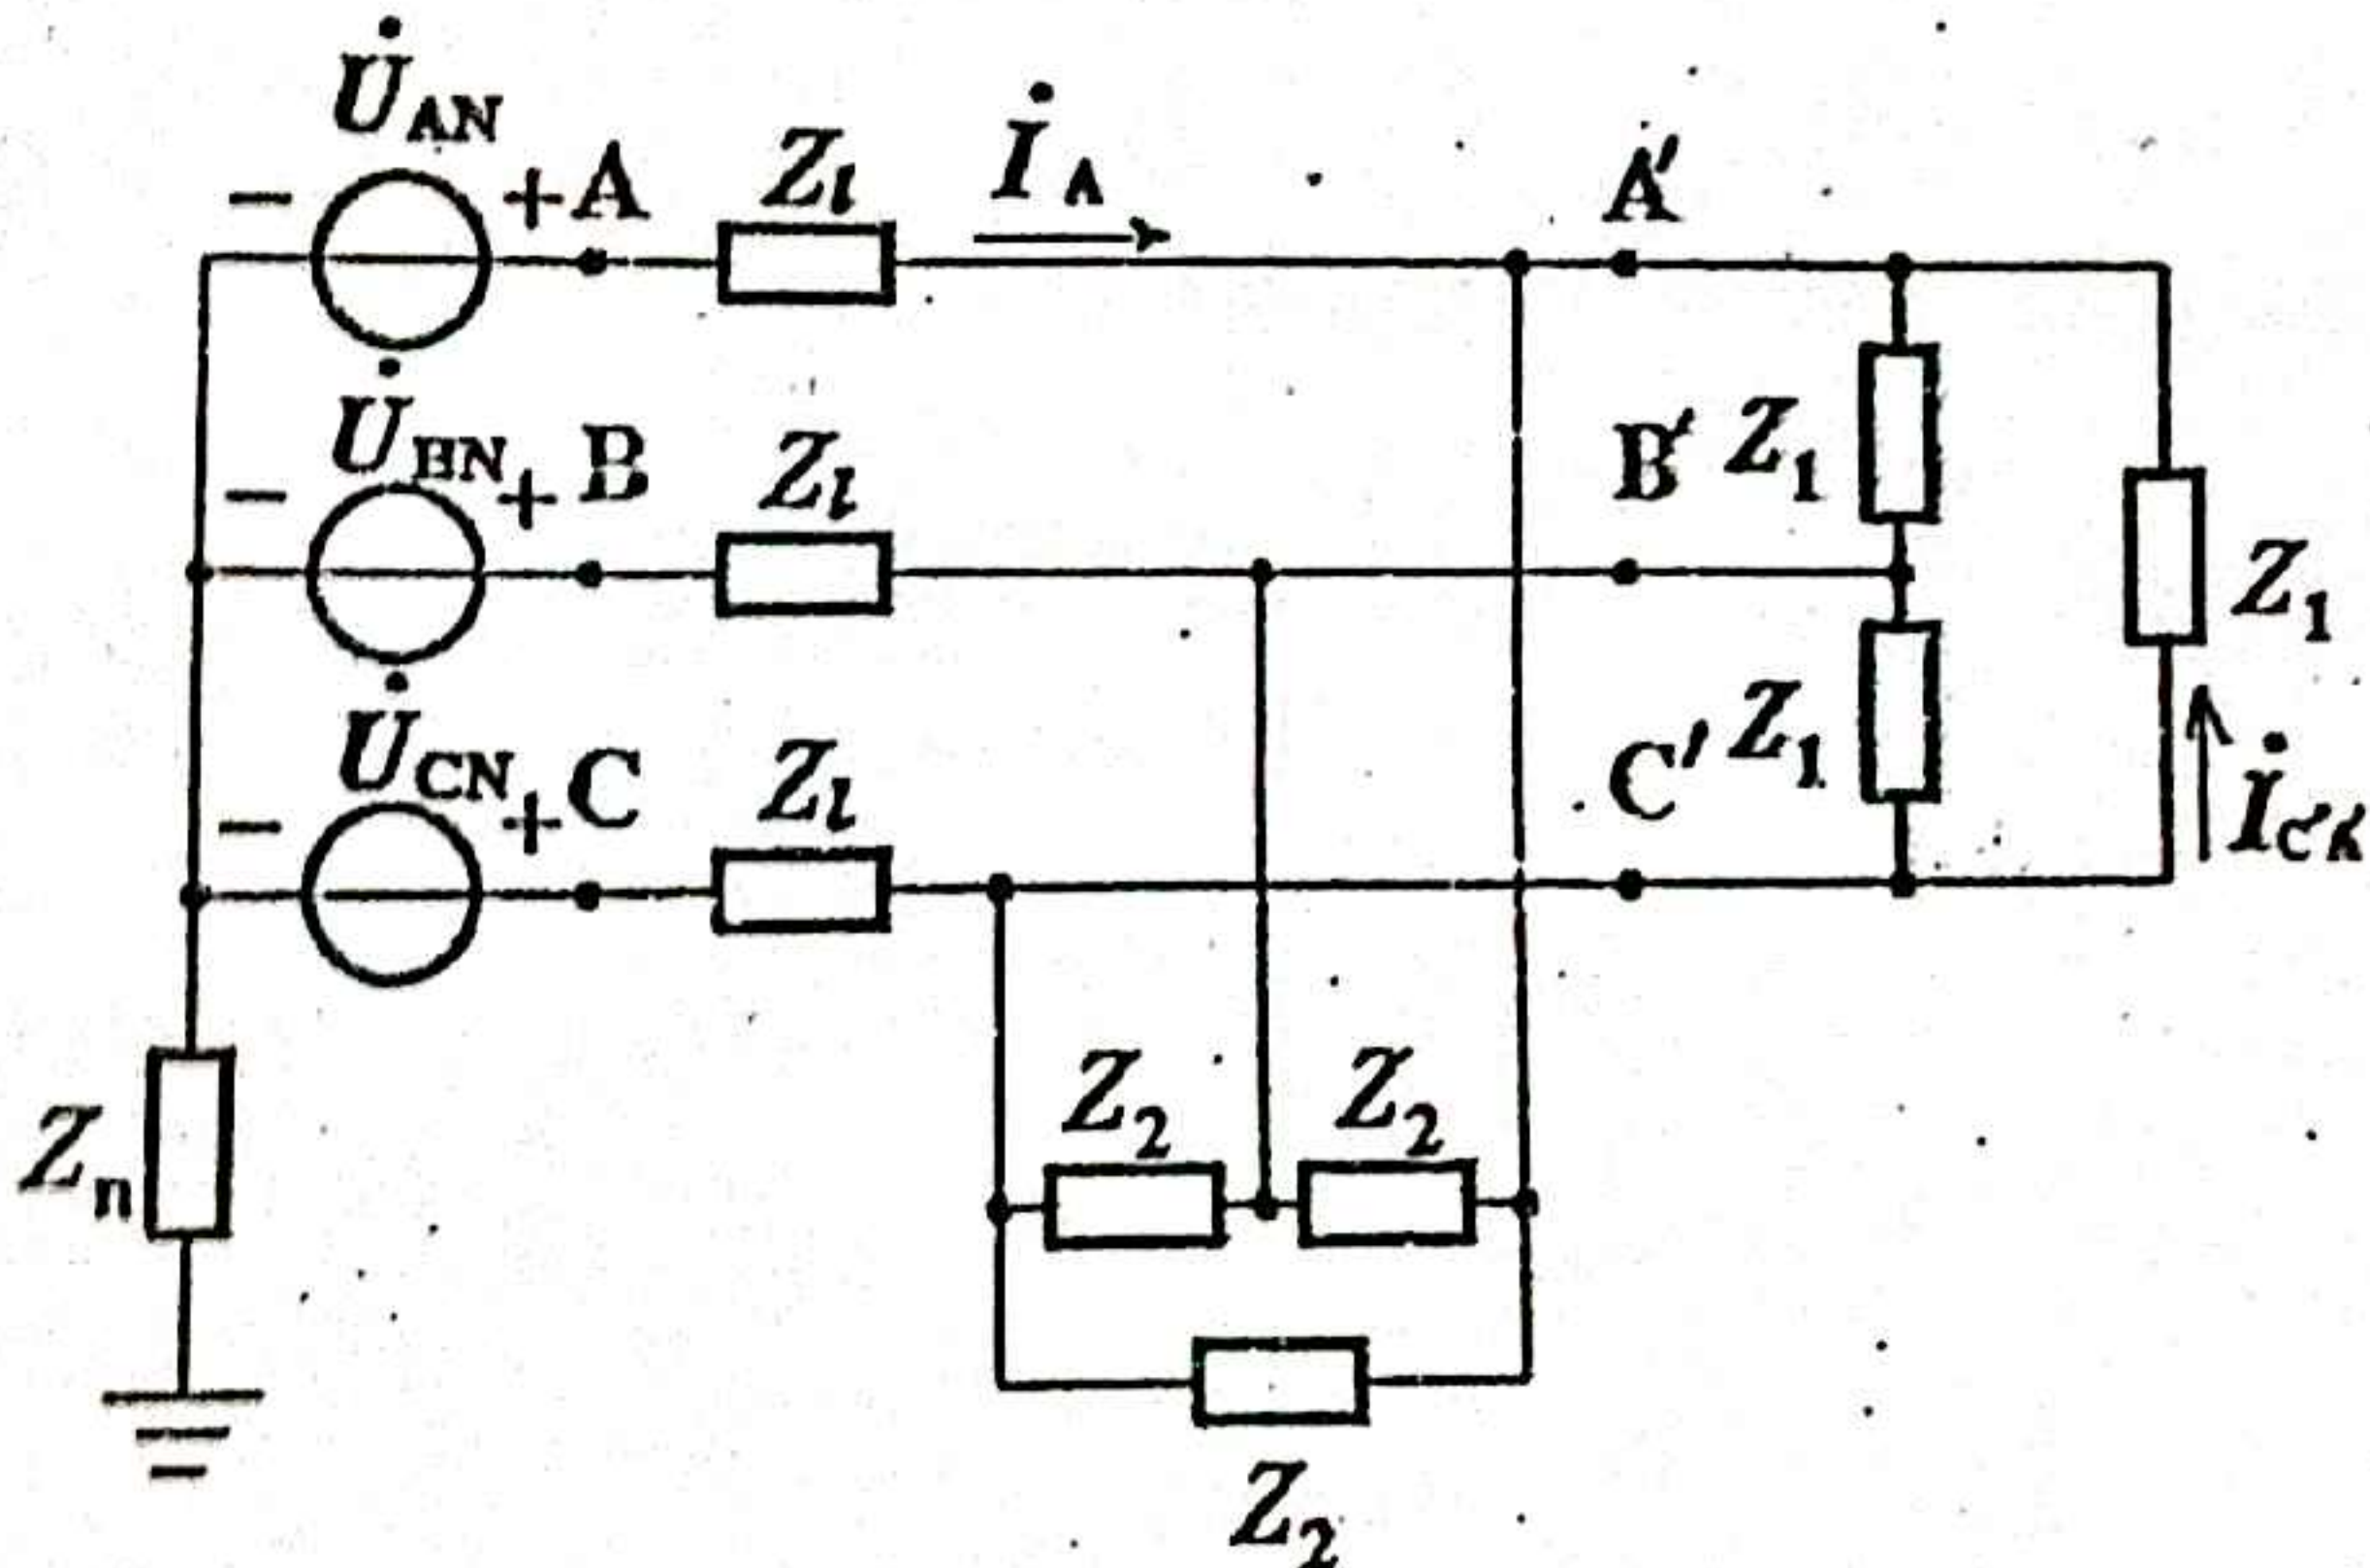 U̇AN
− + A Zl İA A′
U̇BN
− + B Zl B′ Z1
Z1
U̇CN
− + C Zl C′ Z1
İC′A′
Zn
Z2 Z2
Z2